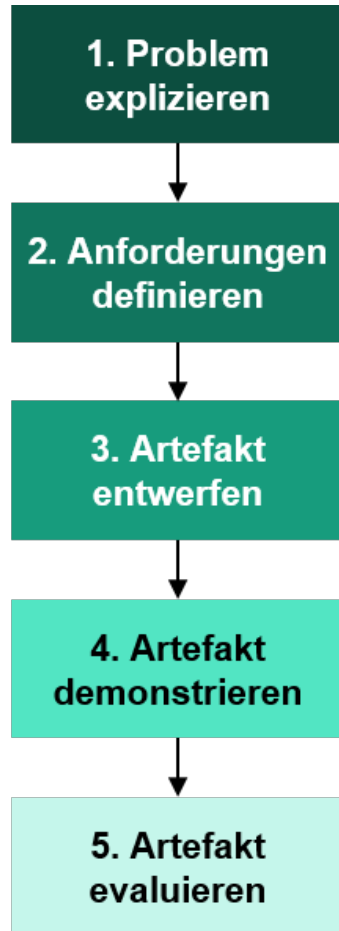 1. Problem
explizieren
2. Anforderungen
definieren
3. Artefakt
entwerfen
4. Artefakt
demonstrieren
5. Artefakt
evaluieren